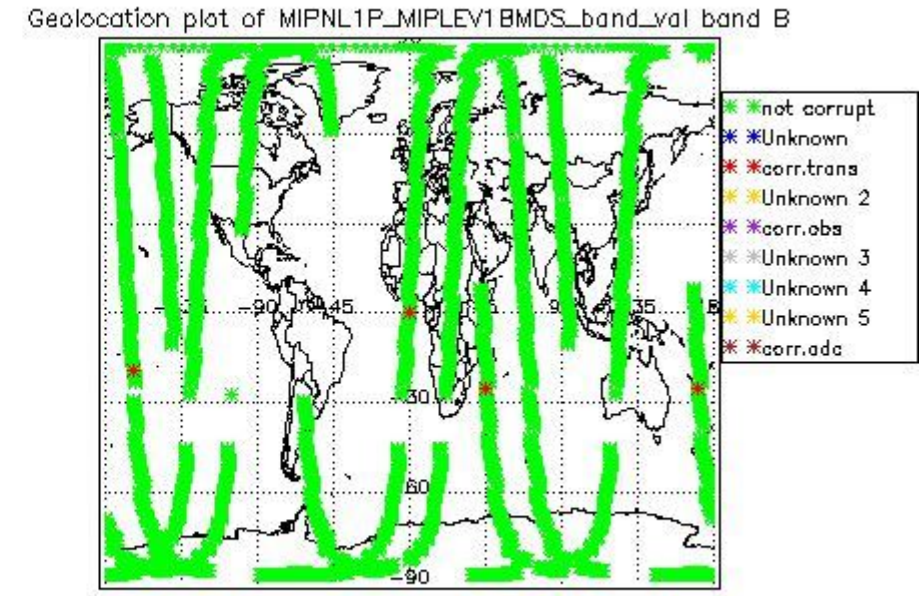 Geolocation plot of MIPNL1P_MIPLEV1BMDS_band_val band B
not corrupt
Unknown
corr.trans
Unknown 2
corr.obs
Unknown 3
Unknown 4
Unknown 5
corr.adc
-90
-45
35
-30
-60
-90